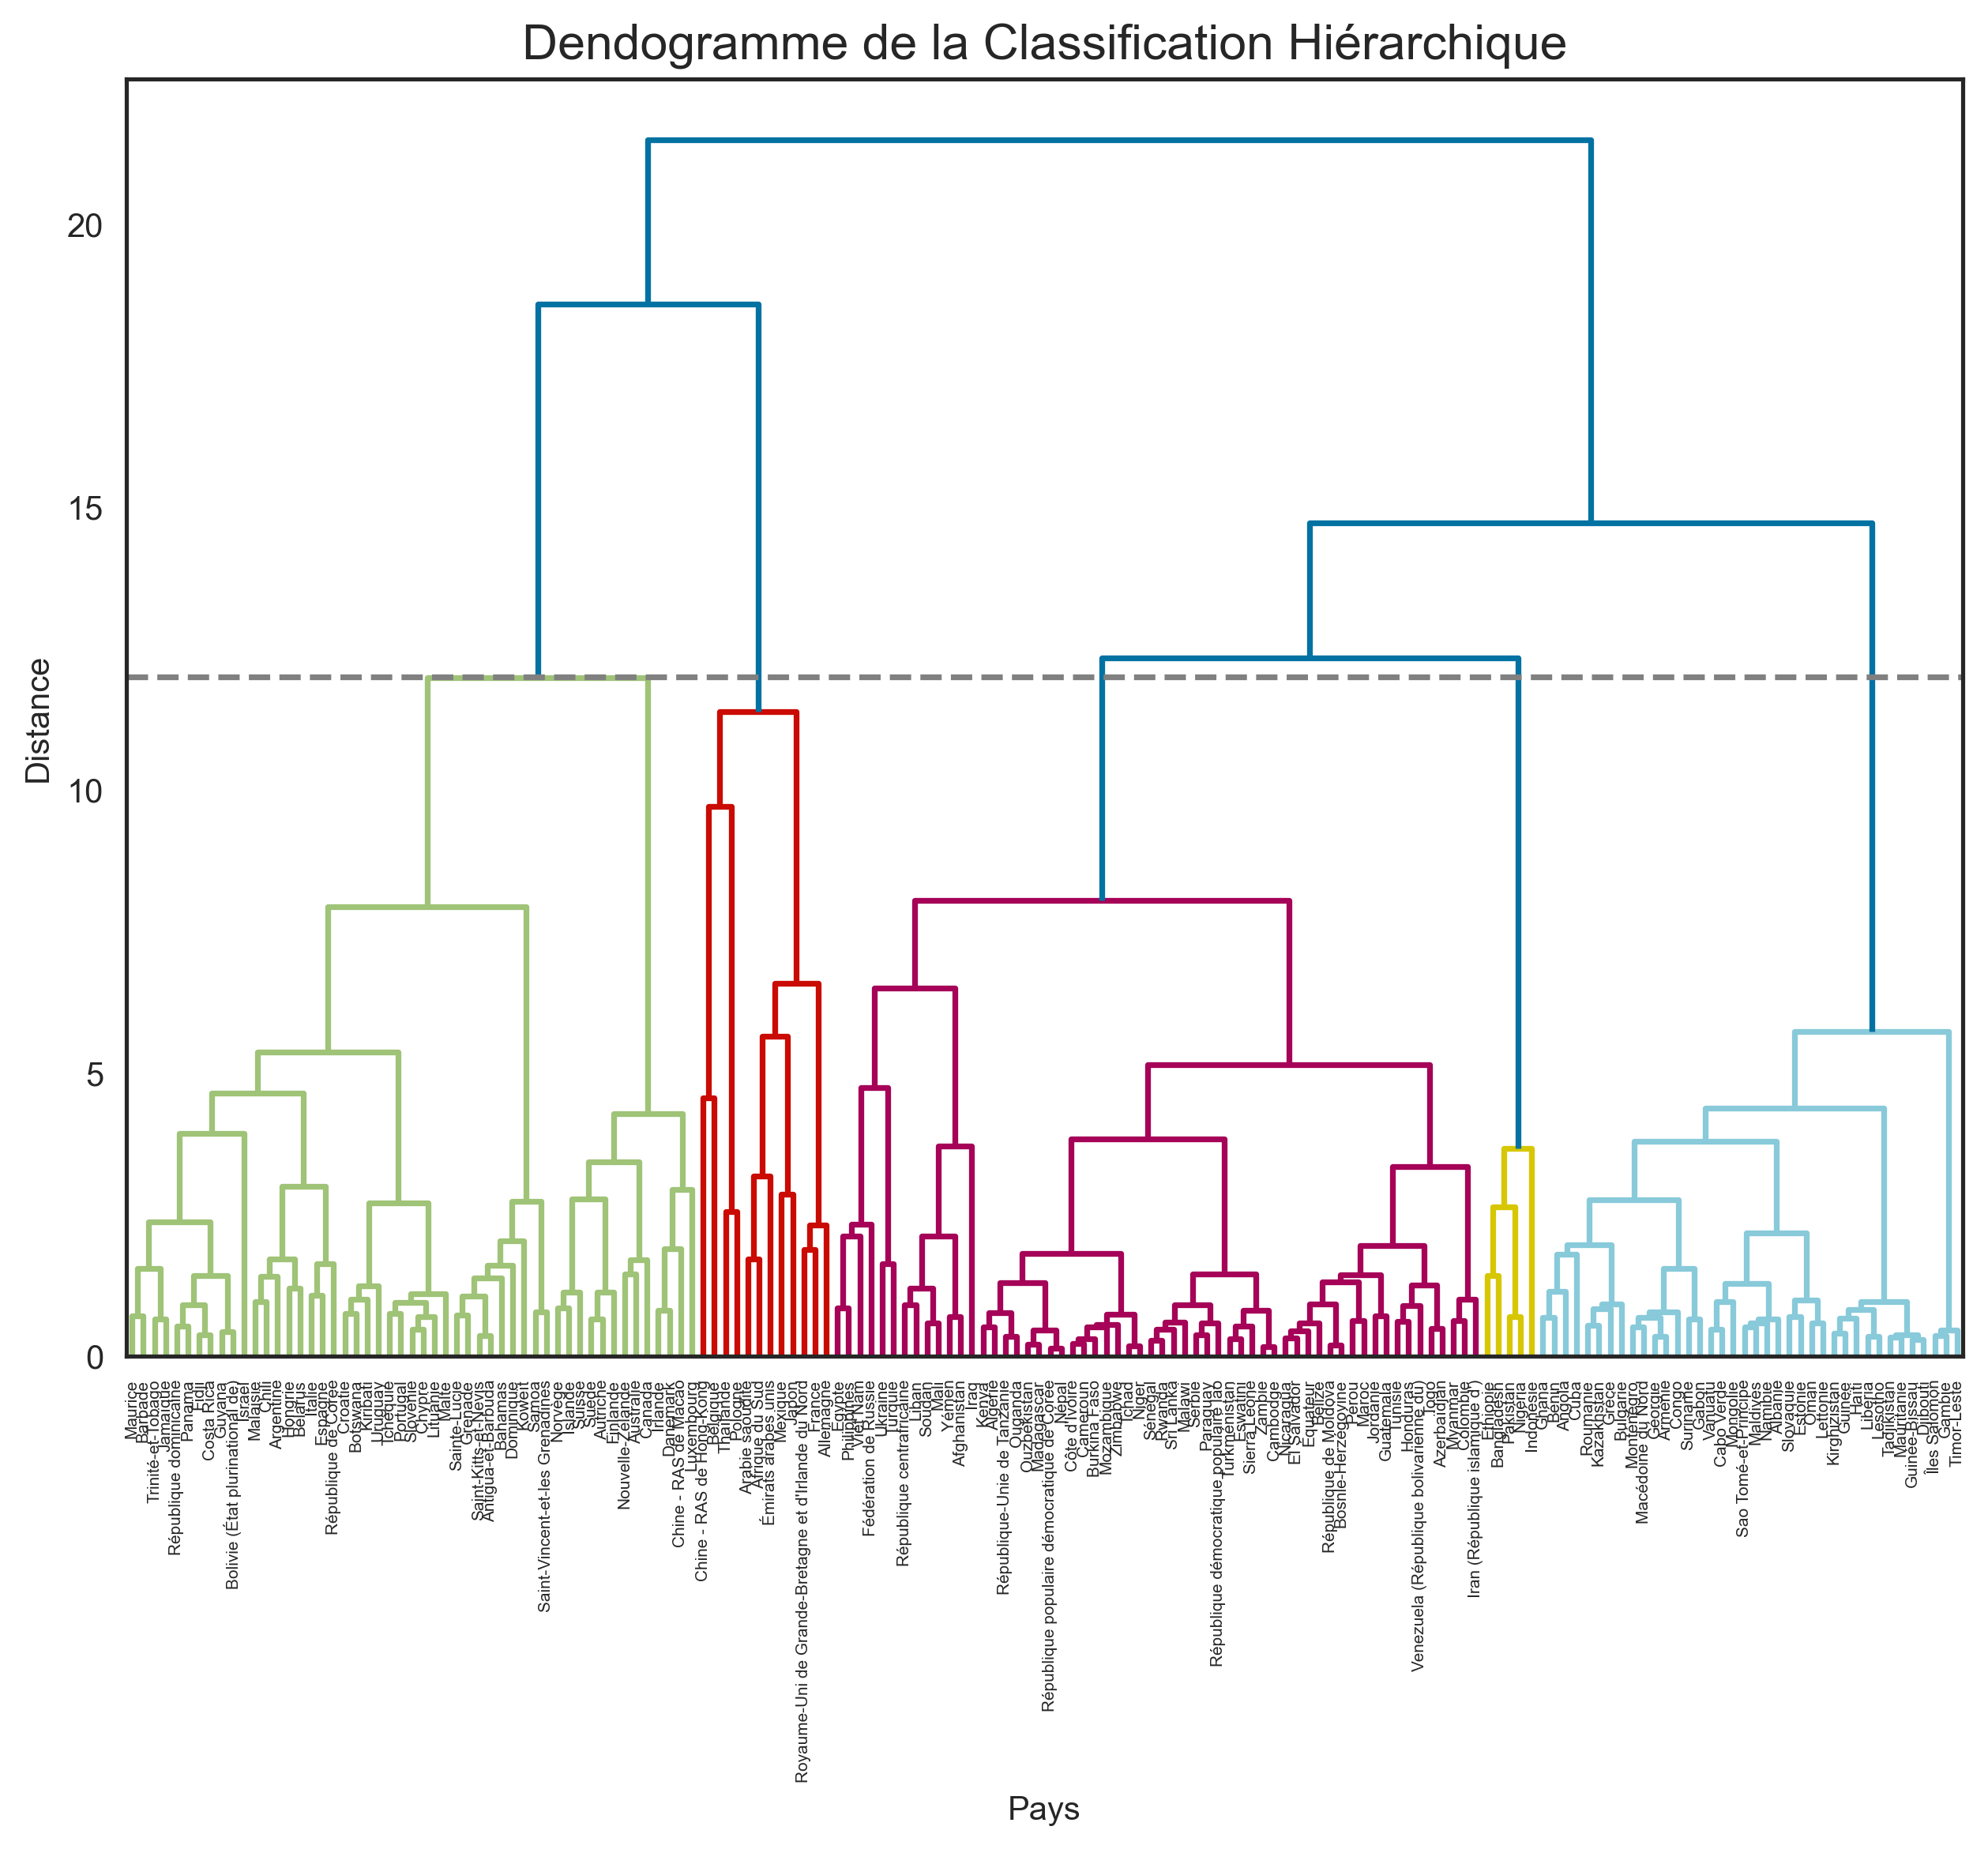 Dendogramme de la Classification Hiérarchique
Distance
20
15
10
5
0
Maurice
Barbade
Trinité-et-Tobago
Jamaïque
République dominicaine
Panama
Fidji
Costa Rica
Guyana
Bolivie (État plurinational de)
Israël
Malaisie
Chili
Argentine
Hongrie
Bélarus
Italie
Espagne
République de Corée
Croatie
Botswana
Kiribati
Uruguay
Tchéquie
Portugal
Slovénie
Chypre
Lituanie
Malte
Sainte-Lucie
Grenade
Saint-Kitts-et-Nevis
Antigua-et-Barbuda
Bahamas
Dominique
Koweït
Samoa
Saint-Vincent-et-les Grenadines
Norvège
Islande
Suisse
Suède
Autriche
Finlande
Nouvelle-Zélande
Australie
Canada
Irlande
Danemark
Chine - RAS de Macao
Luxembourg
Chine - RAS de Hong-Kong
Belgique
Thaïlande
Pologne
Arabie saoudite
Afrique du Sud
Émirats arabes unis
Mexique
Japon
Royaume-Uni de Grande-Bretagne et d'Irlande du Nord
France
Allemagne
Égypte
Philippines
Viet Nam
Fédération de Russie
Ukraine
Turquie
République centrafricaine
Liban
Soudan
Mali
Yémen
Afghanistan
Iraq
Kenya
Algérie
République-Unie de Tanzanie
Ouganda
Ouzbékistan
Madagascar
République populaire démocratique de Corée
Népal
Côte d'Ivoire
Cameroun
Burkina Faso
Mozambique
Zimbabwe
Tchad
Niger
Sénégal
Rwanda
Sri Lanka
Malawi
Serbie
Paraguay
République démocratique populaire lao
Turkménistan
Eswatini
Sierra Leone
Zambie
Cambodge
Nicaragua
El Salvador
Équateur
Belize
République de Moldova
Bosnie-Herzégovine
Pérou
Maroc
Jordanie
Guatemala
Tunisie
Honduras
Venezuela (République bolivarienne du)
Togo
Azerbaïdjan
Myanmar
Colombie
Iran (République islamique d')
Éthiopie
Bangladesh
Pakistan
Nigéria
Indonésie
Ghana
Bénin
Angola
Cuba
Roumanie
Kazakhstan
Grèce
Bulgarie
Monténégro
Macédoine du Nord
Géorgie
Arménie
Congo
Suriname
Gabon
Vanuatu
Cabo Verde
Mongolie
Sao Tomé-et-Principe
Maldives
Namibie
Albanie
Slovaquie
Estonie
Oman
Lettonie
Kirghizistan
Guinée
Haïti
Libéria
Lesotho
Tadjikistan
Mauritanie
Guinée-Bissau
Djibouti
Îles Salomon
Gambie
Timor-Leste
Pays